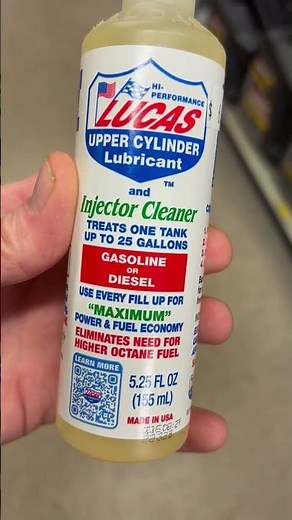 HI-
PERFORMANCE
LUCAS
UPPER CYLINDER
Lubricant
™
and
Injector Cleaner
TREATS ONE TANK
UP TO 25 GALLONS
GASOLINE
OR
DIESEL
USE EVERY FILL UP FOR
"MAXIMUM"
POWER & FUEL ECONOMY
ELIMINATES NEED FOR
HIGHER OCTANE FUEL
LEARN MORE
5.25 FL OZ
(155 mL)
MADE IN USA